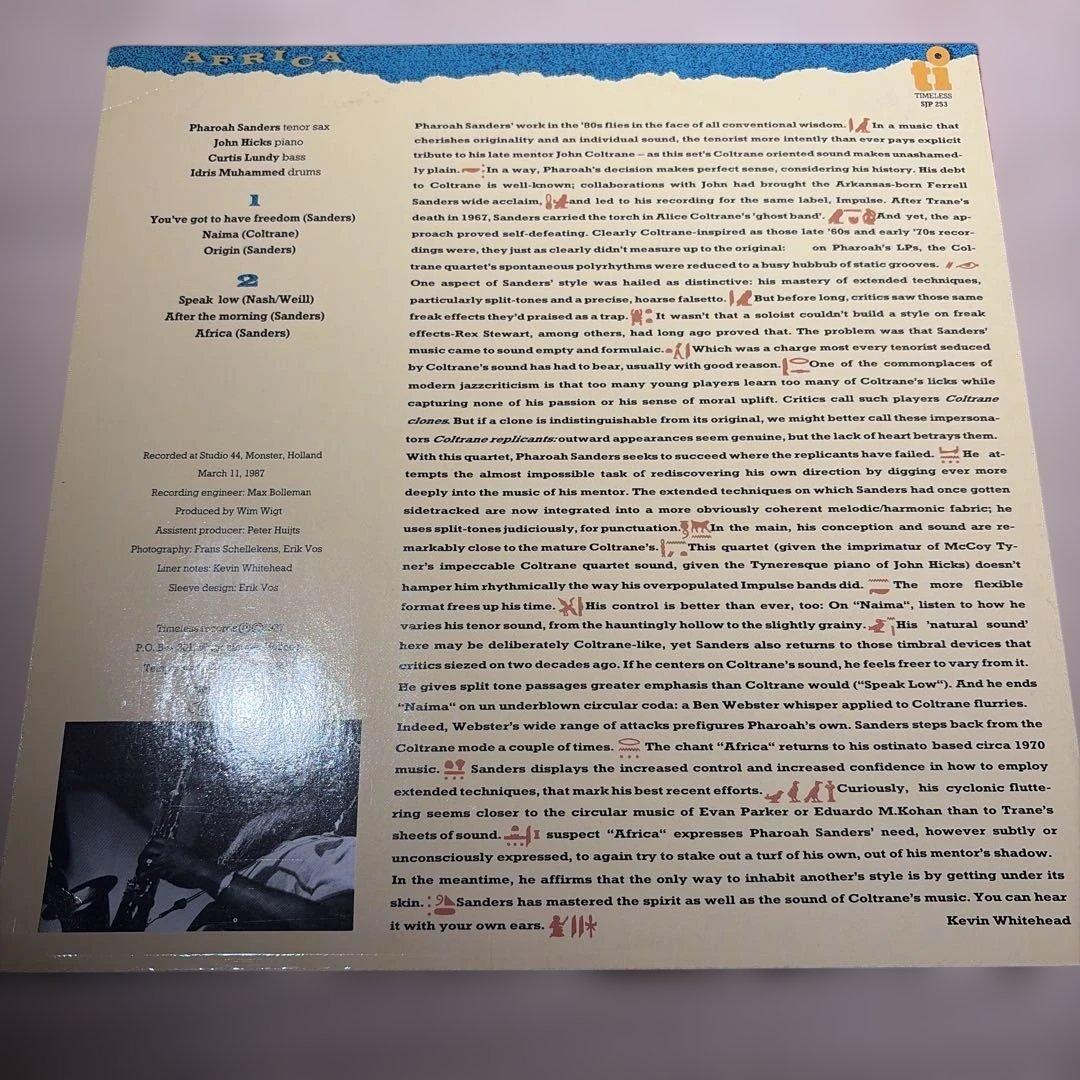 AFRICA
ti
TIMELESS
SJP 253
Pharoah Sanders tenor sax
John Hicks piano
Curtis Lundy bass
Idris Muhammed drums
1
You've got to have freedom (Sanders)
Naima (Coltrane)
Origin (Sanders)
2
Speak low (Nash/Weill)
After the morning (Sanders)
Africa (Sanders)
Recorded at Studio 44, Monster, Holland
March 11, 1987
Recording engineer: Max Bolleman
Produced by Wim Wigt
Assistent producer: Peter Huijts
Photography: Frans Schellekens, Erik Vos
Liner notes: Kevin Whitehead
Sleeve design: Erik Vos
Timeless records
P.O. Box
Pharoah Sanders' work in the '80s flies in the face of all conventional wisdom. In a music that
cherishes originality and an individual sound, the tenorist more intently than ever pays explicit
tribute to his late mentor John Coltrane – as this set's Coltrane oriented sound makes unashamed-
ly plain. In a way, Pharoah's decision makes perfect sense, considering his history. His debt
to Coltrane is well-known; collaborations with John had brought the Arkansas-born Ferrell
Sanders wide acclaim, and led to his recording for the same label, Impulse. After Trane's
death in 1967, Sanders carried the torch in Alice Coltrane's 'ghost band'. And yet, the ap-
proach proved self-defeating. Clearly Coltrane-inspired as those late '60s and early '70s recor-
dings were, they just as clearly didn't measure up to the original: on Pharoah's LPs, the Col-
trane quartet's spontaneous polyrhythms were reduced to a busy hubbub of static grooves.
One aspect of Sanders' style was hailed as distinctive: his mastery of extended techniques,
particularly split-tones and a precise, hoarse falsetto. But before long, critics saw those same
freak effects they'd praised as a trap. It wasn't that a soloist couldn't build a style on freak
effects-Rex Stewart, among others, had long ago proved that. The problem was that Sanders'
music came to sound empty and formulaic. Which was a charge most every tenorist seduced
by Coltrane's sound has had to bear, usually with good reason. One of the commonplaces of
modern jazzcriticism is that too many young players learn too many of Coltrane's licks while
capturing none of his passion or his sense of moral uplift. Critics call such players Coltrane
clones. But if a clone is indistinguishable from its original, we might better call these impersona-
tors Coltrane replicants: outward appearances seem genuine, but the lack of heart betrays them.
With this quartet, Pharoah Sanders seeks to succeed where the replicants have failed. He at-
tempts the almost impossible task of rediscovering his own direction by digging ever more
deeply into the music of his mentor. The extended techniques on which Sanders had once gotten
sidetracked are now integrated into a more obviously coherent melodic/harmonic fabric; he
uses split-tones judiciously, for punctuation. In the main, his conception and sound are re-
markably close to the mature Coltrane's. This quartet (given the imprimatur of McCoy Ty-
ner's impeccable Coltrane quartet sound, given the Tyneresque piano of John Hicks) doesn't
hamper him rhythmically the way his overpopulated Impulse bands did. The more flexible
format frees up his time. His control is better than ever, too: On "Naima", listen to how he
varies his tenor sound, from the hauntingly hollow to the slightly grainy. His 'natural sound'
here may be deliberately Coltrane-like, yet Sanders also returns to those timbral devices that
critics siezed on two decades ago. If he centers on Coltrane's sound, he feels freer to vary from it.
He gives split tone passages greater emphasis than Coltrane would ("Speak Low"). And he ends
"Naima" on un underblown circular coda: a Ben Webster whisper applied to Coltrane flurries.
Indeed, Webster's wide range of attacks prefigures Pharoah's own. Sanders steps back from the
Coltrane mode a couple of times. The chant "Africa" returns to his ostinato based circa 1970
music. Sanders displays the increased control and increased confidence in how to employ
extended techniques, that mark his best recent efforts. Curiously, his cyclonic flutte-
ring seems closer to the circular music of Evan Parker or Eduardo M.Kohan than to Trane's
sheets of sound. I suspect "Africa" expresses Pharoah Sanders' need, however subtly or
unconsciously expressed, to again try to stake out a turf of his own, out of his mentor's shadow.
In the meantime, he affirms that the only way to inhabit another's style is by getting under its
skin. Sanders has mastered the spirit as well as the sound of Coltrane's music. You can hear
it with your own ears.
Kevin Whitehead